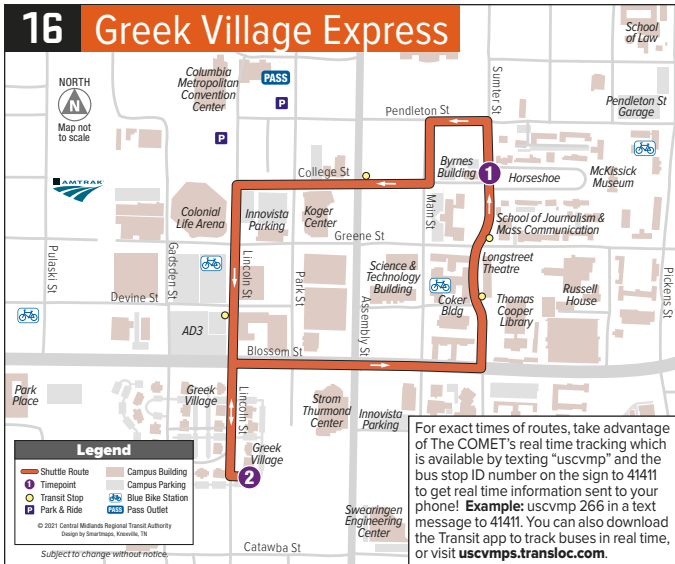 16 Greek Village Express
School
of Law
NORTH
N
Map not
to scale
Columbia
Metropolitan
Convention
Center
PASS
P
P
Sumter St
Pendleton St
Pendleton St
Garage
AMTRAK
College St
Byrnes
Building
1
Horseshoe
McKissick
Museum
Colonial
Life Arena
Innovista
Parking
Koger
Center
Main St
School of Journalism &
Mass Communication
Greene St
Pulaski St
Gadsden St
Lincoln St
Park St
Assembly St
Science &
Technology
Building
Longstreet
Theatre
Pickens St
Devine St
Coker
Bldg
Thomas
Cooper
Library
Russell
House
AD3
Blossom St
Park
Place
Greek
Village
Lincoln St
Strom
Thurmond
Center
Innovista
Parking
Greek
Village
2
Swearingen
Engineering
Center
Catawba St
Legend
Shuttle Route
1 Timepoint
Transit Stop
P Park & Ride
Campus Building
Campus Parking
Blue Bike Station
PASS Pass Outlet
© 2021 Central Midlands Regional Transit Authority
Design by Smartmaps, Knoxville, TN
Subject to change without notice.
For exact times of routes, take advantage
of The COMET’s real time tracking which
is available by texting “uscvmp” and the
bus stop ID number on the sign to 41411
to get real time information sent to your
phone! Example: uscvmp 266 in a text
message to 41411. You can also download
the Transit app to track buses in real time,
or visit uscvmps.transloc.com.